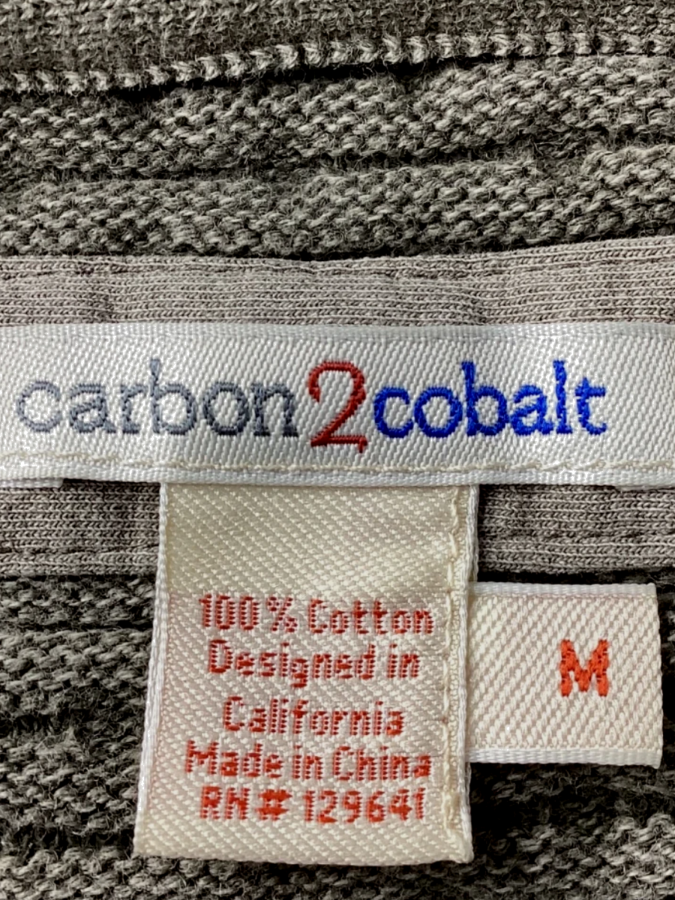 carbon2cobalt
100% Cotton
Designed in
California
Made in China
RN# 129641
M